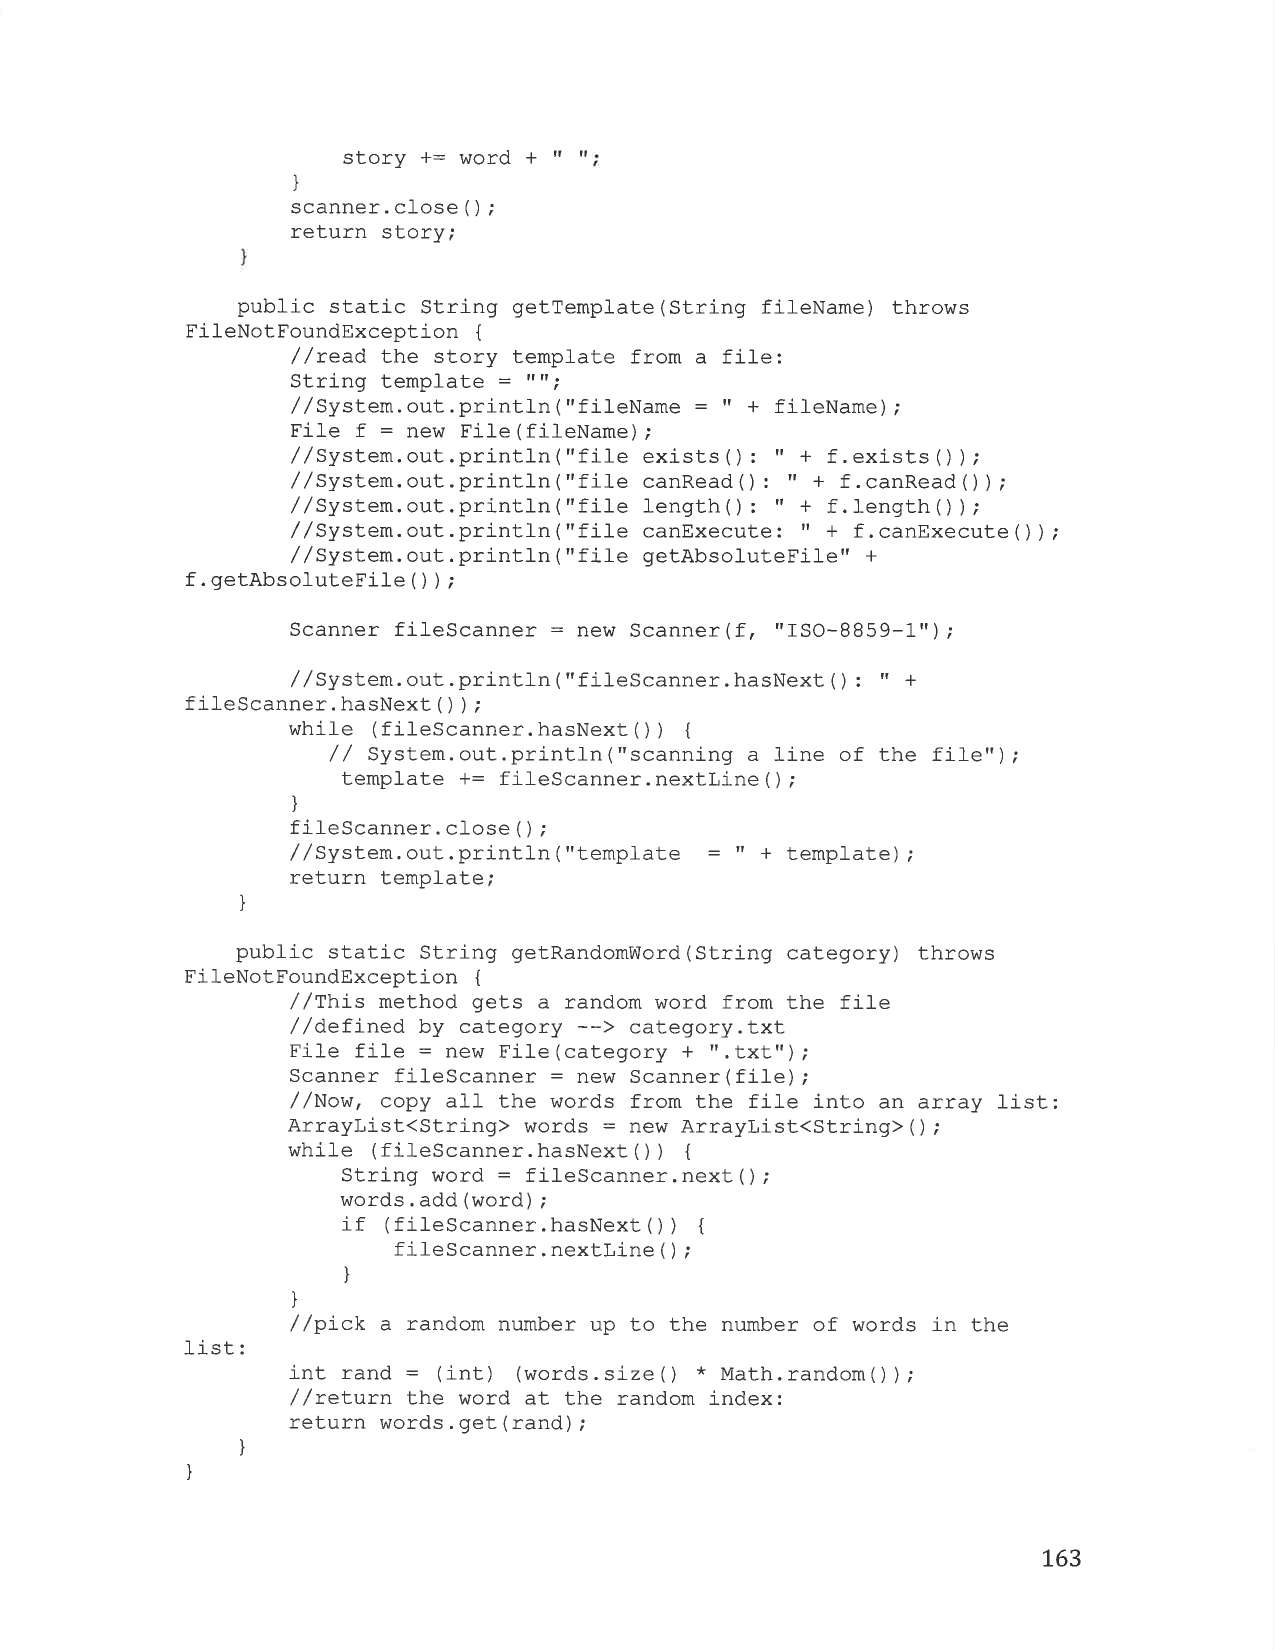 story += word + " ";
        }
        scanner.close();
        return story;
    }

    public static String getTemplate(String fileName) throws
FileNotFoundException {
        //read the story template from a file:
        String template = "";
        //System.out.println("fileName = " + fileName);
        File f = new File(fileName);
        //System.out.println("file exists(): " + f.exists());
        //System.out.println("file canRead(): " + f.canRead());
        //System.out.println("file length(): " + f.length());
        //System.out.println("file canExecute: " + f.canExecute());
        //System.out.println("file getAbsoluteFile" +
f.getAbsoluteFile());

        Scanner fileScanner = new Scanner(f, "ISO-8859-1");

        //System.out.println("fileScanner.hasNext(): " +
fileScanner.hasNext());
        while (fileScanner.hasNext()) {
           // System.out.println("scanning a line of the file");
            template += fileScanner.nextLine();
        }
        fileScanner.close();
        //System.out.println("template  = " + template);
        return template;
    }

    public static String getRandomWord(String category) throws
FileNotFoundException {
        //This method gets a random word from the file
        //defined by category --> category.txt
        File file = new File(category + ".txt");
        Scanner fileScanner = new Scanner(file);
        //Now, copy all the words from the file into an array list:
        ArrayList<String> words = new ArrayList<String>();
        while (fileScanner.hasNext()) {
            String word = fileScanner.next();
            words.add(word);
            if (fileScanner.hasNext()) {
                fileScanner.nextLine();
            }
        }
        //pick a random number up to the number of words in the
list:
        int rand = (int) (words.size() * Math.random());
        //return the word at the random index:
        return words.get(rand);
    }
}

163